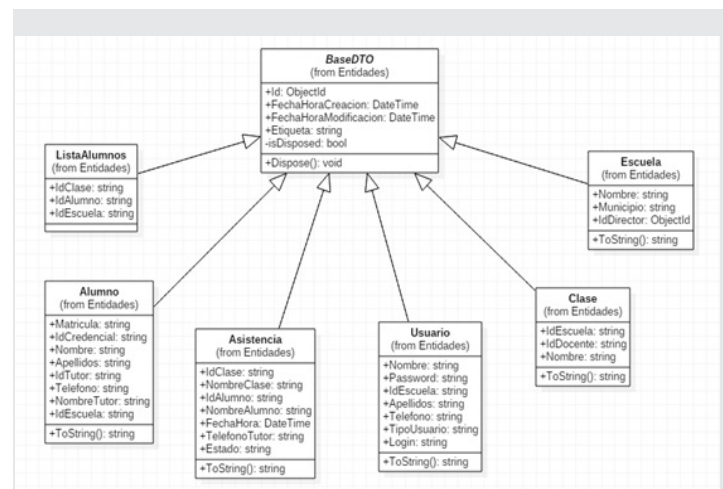 BaseDTO
(from Entidades)
+Id: ObjectId
+FechaHoraCreacion: DateTime
+FechaHoraModificacion: DateTime
+Etiqueta: string
-isDisposed: bool
+Dispose(): void
ListaAlumnos
(from Entidades)
+IdClase: string
+IdAlumno: string
+IdEscuela: string
Escuela
(from Entidades)
+Nombre: string
+Municipio: string
+IdDirector: ObjectId
+ToString(): string
Alumno
(from Entidades)
+Matricula: string
+IdCredencial: string
+Nombre: string
+Apellidos: string
+IdTutor: string
+Telefono: string
+NombreTutor: string
+IdEscuela: string
+ToString(): string
Asistencia
(from Entidades)
+IdClase: string
+NombreClase: string
+IdAlumno: string
+NombreAlumno: string
+FechaHora: DateTime
+TelefonoTutor: string
+Estado: string
+ToString(): string
Usuario
(from Entidades)
+Nombre: string
+Password: string
+IdEscuela: string
+Apellidos: string
+Telefono: string
+TipoUsuario: string
+Login: string
+ToString(): string
Clase
(from Entidades)
+IdEscuela: string
+IdDocente: string
+Nombre: string
+ToString(): string